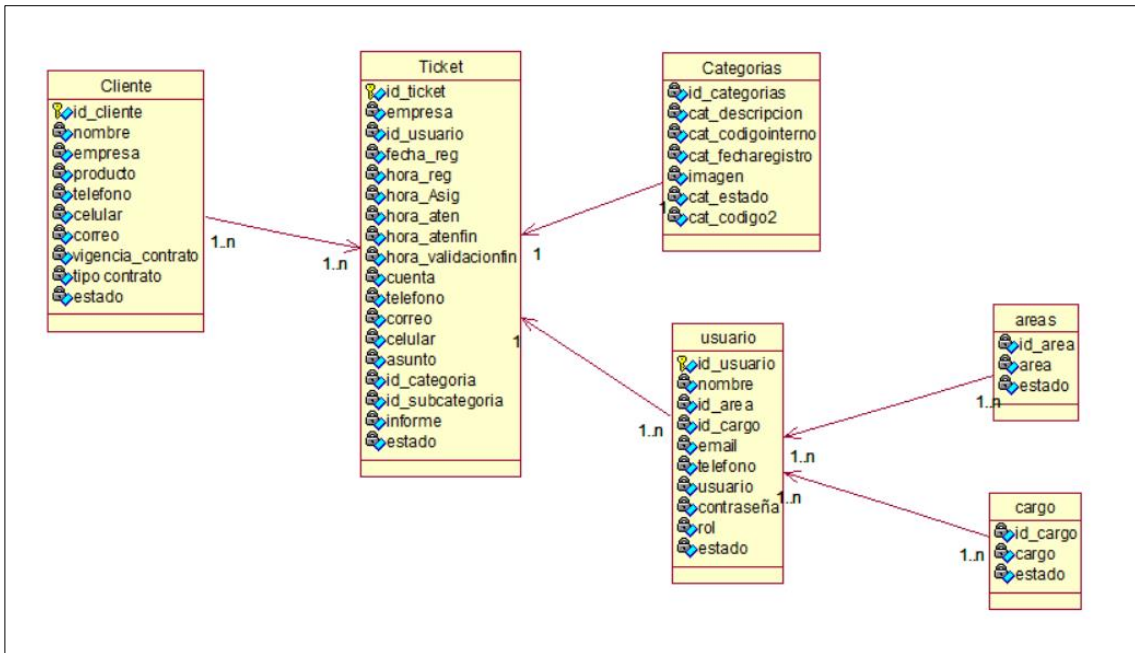 Cliente
id_cliente
nombre
empresa
producto
telefono
celular
correo
vigencia_contrato
tipo contrato
estado
1..n
1..n
Ticket
id_ticket
empresa
id_usuario
fecha_reg
hora_reg
hora_Asig
hora_aten
hora_atenfin
hora_validacionfin
cuenta
telefono
correo
celular
asunto
id_categoria
id_subcategoria
informe
estado
Categorias
id_categorias
cat_descripcion
cat_codigointerno
cat_fecharegistro
imagen
cat_estado
cat_codigo2
1
1
1
1..n
usuario
id_usuario
nombre
id_area
id_cargo
email
telefono
usuario
contraseña
rol
estado
areas
id_area
area
estado
1..n
1..n
1..n
1..n
cargo
id_cargo
cargo
estado